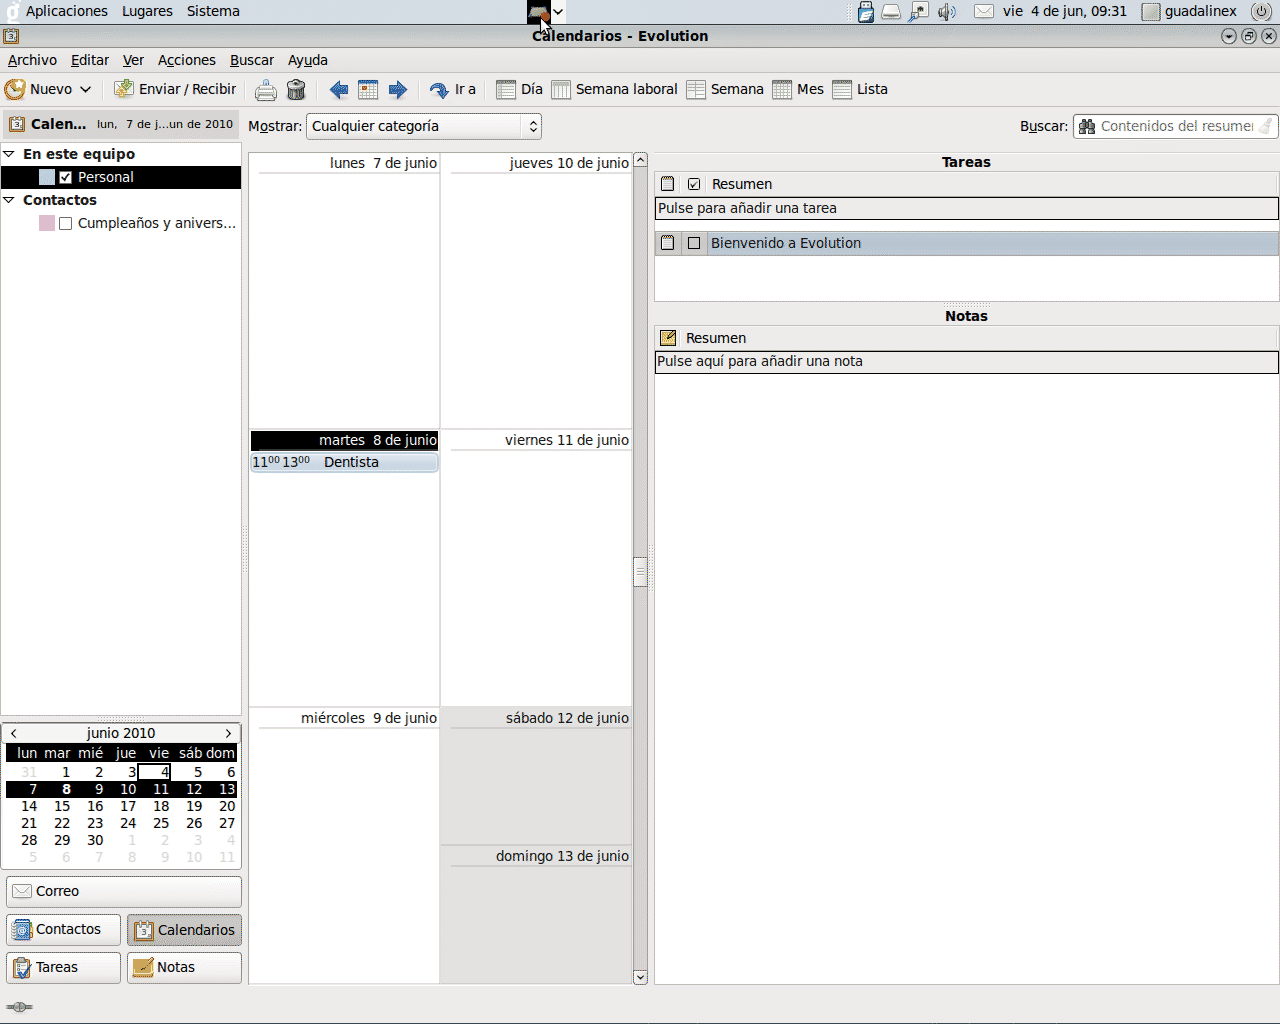 Aplicaciones Lugares Sistema vie 4 de jun, 09:31 guadalinex
Calendarios - Evolution
Archivo Editar Ver Acciones Buscar Ayuda
Nuevo Enviar / Recibir Ir a Día Semana laboral Semana Mes Lista
Calen... lun, 7 de j...un de 2010 Mostrar: Cualquier categoría Buscar: Contenidos del resumen
En este equipo
Personal
Contactos
Cumpleaños y anivers...
lunes 7 de junio
jueves 10 de junio
martes 8 de junio
11⁰⁰ 13⁰⁰ Dentista
viernes 11 de junio
miércoles 9 de junio
sábado 12 de junio
domingo 13 de junio
Tareas
Resumen
Pulse para añadir una tarea
Bienvenido a Evolution
Notas
Resumen
Pulse aquí para añadir una nota
junio 2010
lun mar mié jue vie sáb dom
31 1 2 3 4 5 6
7 8 9 10 11 12 13
14 15 16 17 18 19 20
21 22 23 24 25 26 27
28 29 30 1 2 3 4
5 6 7 8 9 10 11
Correo
Contactos Calendarios
Tareas Notas